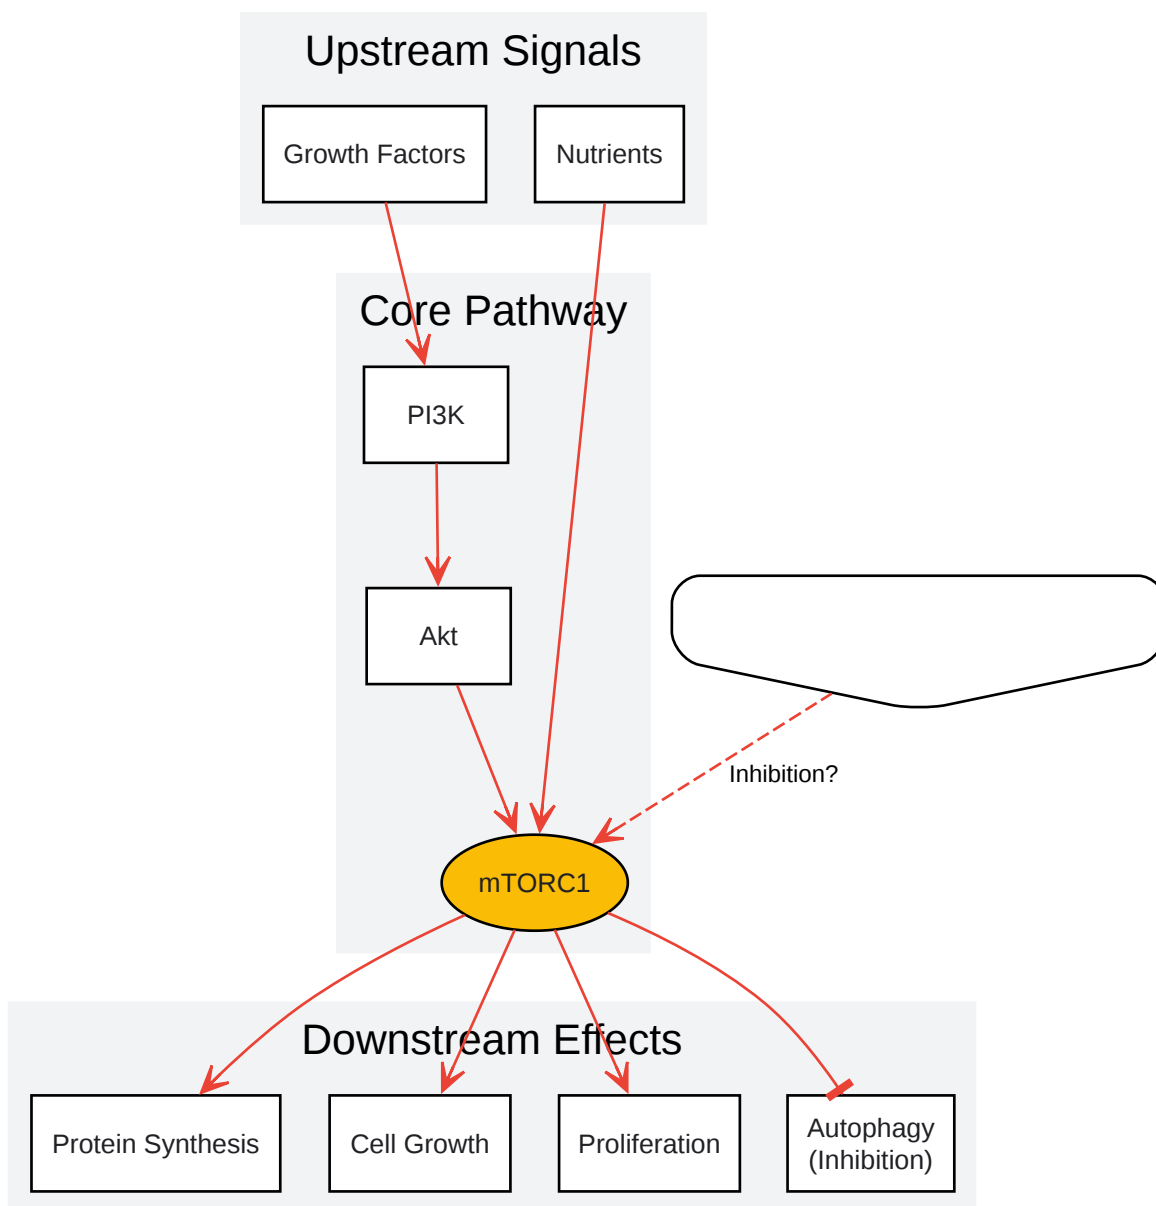 Upstream Signals
Growth Factors
Nutrients
Core Pathway
PI3K
Akt
Inhibition?
mTORC1
Downstream Effects
Protein Synthesis
Cell Growth
Proliferation
Autophagy
(Inhibition)